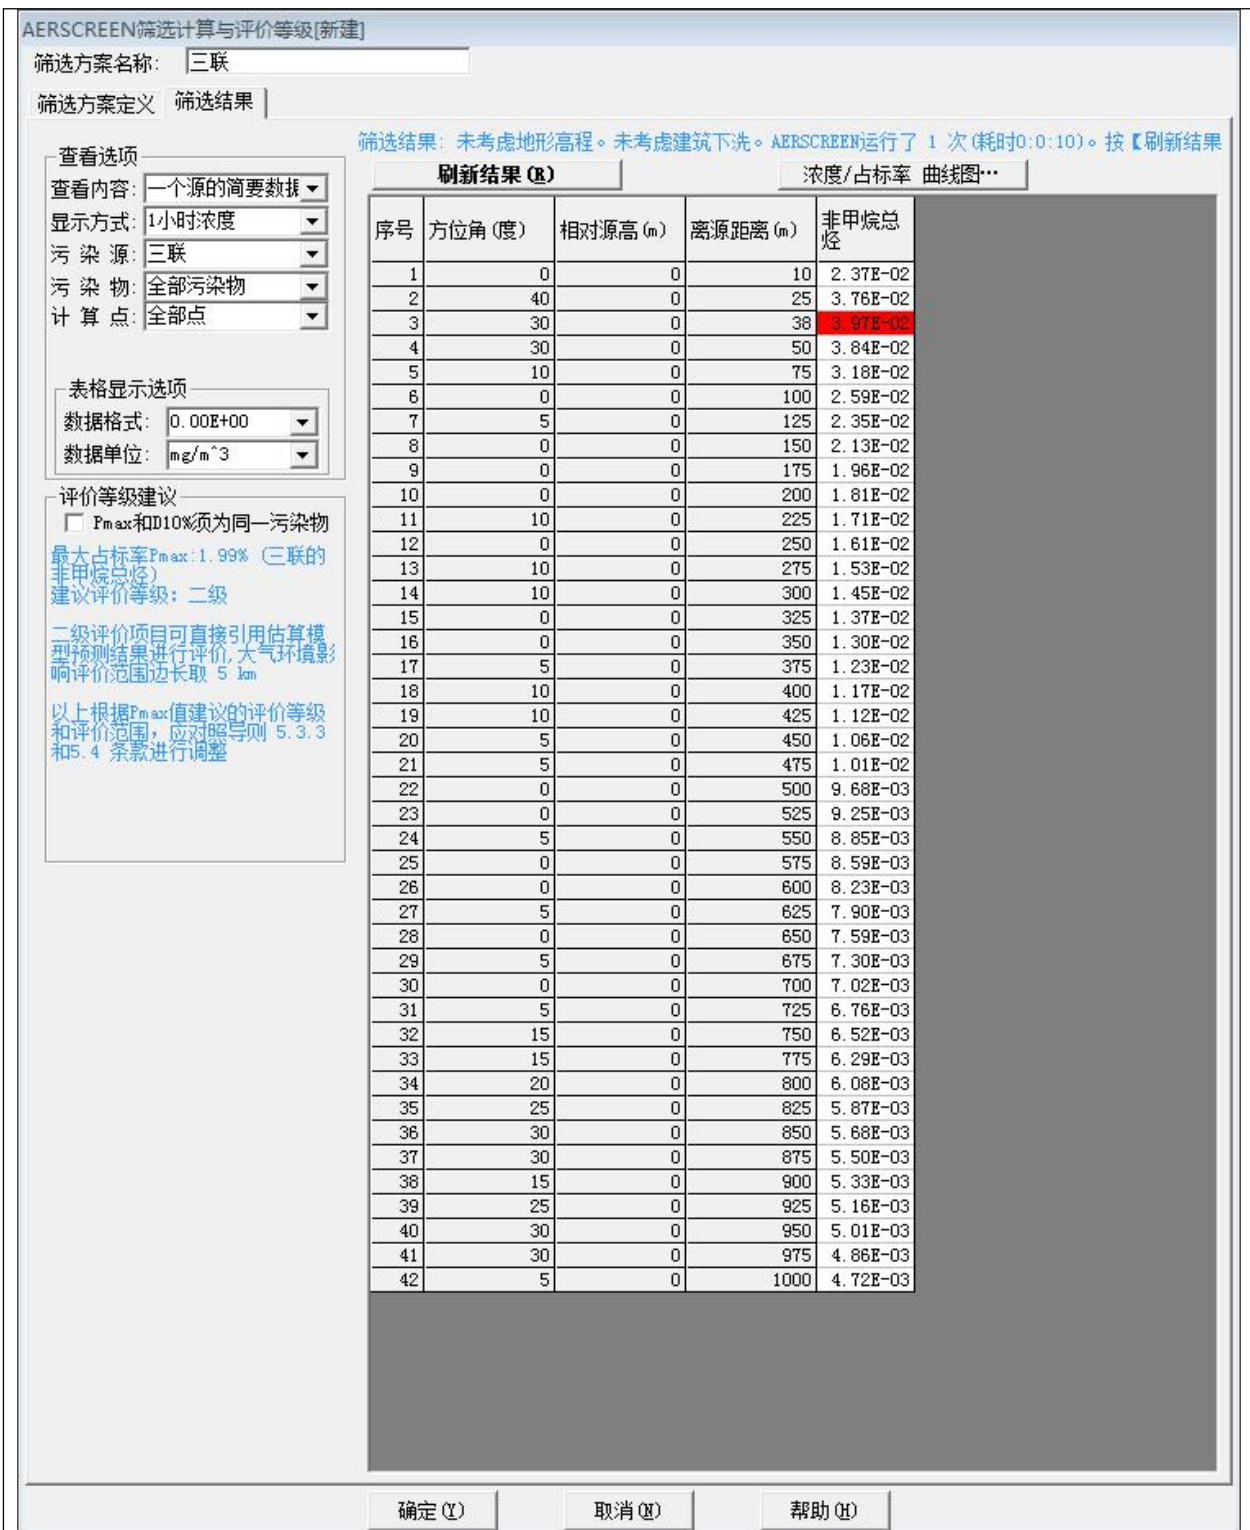 AERSCREEN筛选计算与评价等级[新建]
筛选方案名称: 三联
筛选方案定义 筛选结果
筛选结果: 未考虑地形高程。未考虑建筑下洗。AERSCREEN运行了 1 次(耗时0:0:10)。按【刷新结果
查看选项
查看内容: 一个源的简要数据
显示方式: 1小时浓度
污 染 源: 三联
污 染 物: 全部污染物
计 算 点: 全部点
表格显示选项
数据格式: 0.00E+00
数据单位: mg/m^3
评价等级建议
Pmax和D10%须为同一污染物
最大占标率Pmax:1.99% (三联的
非甲烷总烃)
建议评价等级: 二级
二级评价项目可直接引用估算模
型预测结果进行评价,大气环境影
响评价范围边长取 5 km
以上根据Pmax值建议的评价等级
和评价范围,应对照导则 5.3.3
和5.4 条款进行调整
刷新结果(R) 浓度/占标率 曲线图…
序号 方位角(度) 相对源高(m) 离源距离(m) 非甲烷总
烃
1 0 0 10 2.37E-02
2 40 0 25 3.76E-02
3 30 0 38 3.97E-02
4 30 0 50 3.84E-02
5 10 0 75 3.18E-02
6 0 0 100 2.59E-02
7 5 0 125 2.35E-02
8 0 0 150 2.13E-02
9 0 0 175 1.96E-02
10 0 0 200 1.81E-02
11 10 0 225 1.71E-02
12 0 0 250 1.61E-02
13 10 0 275 1.53E-02
14 10 0 300 1.45E-02
15 0 0 325 1.37E-02
16 0 0 350 1.30E-02
17 5 0 375 1.23E-02
18 10 0 400 1.17E-02
19 10 0 425 1.12E-02
20 5 0 450 1.06E-02
21 5 0 475 1.01E-02
22 0 0 500 9.68E-03
23 0 0 525 9.25E-03
24 5 0 550 8.85E-03
25 0 0 575 8.59E-03
26 0 0 600 8.23E-03
27 5 0 625 7.90E-03
28 0 0 650 7.59E-03
29 5 0 675 7.30E-03
30 0 0 700 7.02E-03
31 5 0 725 6.76E-03
32 15 0 750 6.52E-03
33 15 0 775 6.29E-03
34 20 0 800 6.08E-03
35 25 0 825 5.87E-03
36 30 0 850 5.68E-03
37 30 0 875 5.50E-03
38 15 0 900 5.33E-03
39 25 0 925 5.16E-03
40 30 0 950 5.01E-03
41 30 0 975 4.86E-03
42 5 0 1000 4.72E-03
确定(Y) 取消(N) 帮助(H)